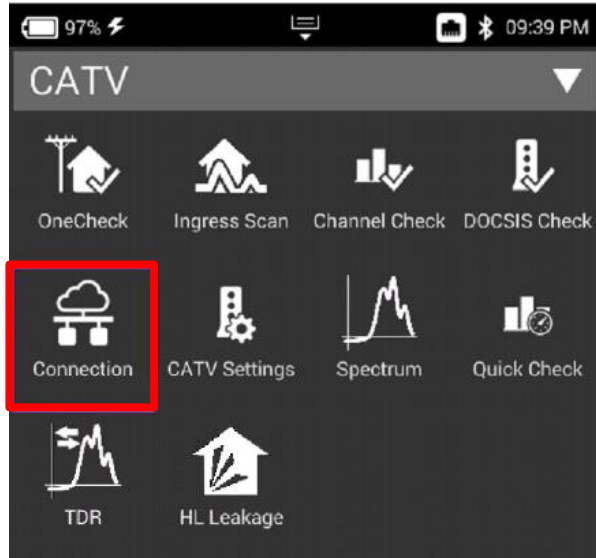 97% 09:39 PM
CATV
OneCheck Ingress Scan Channel Check DOCSIS Check
Connection CATV Settings Spectrum Quick Check
TDR HL Leakage